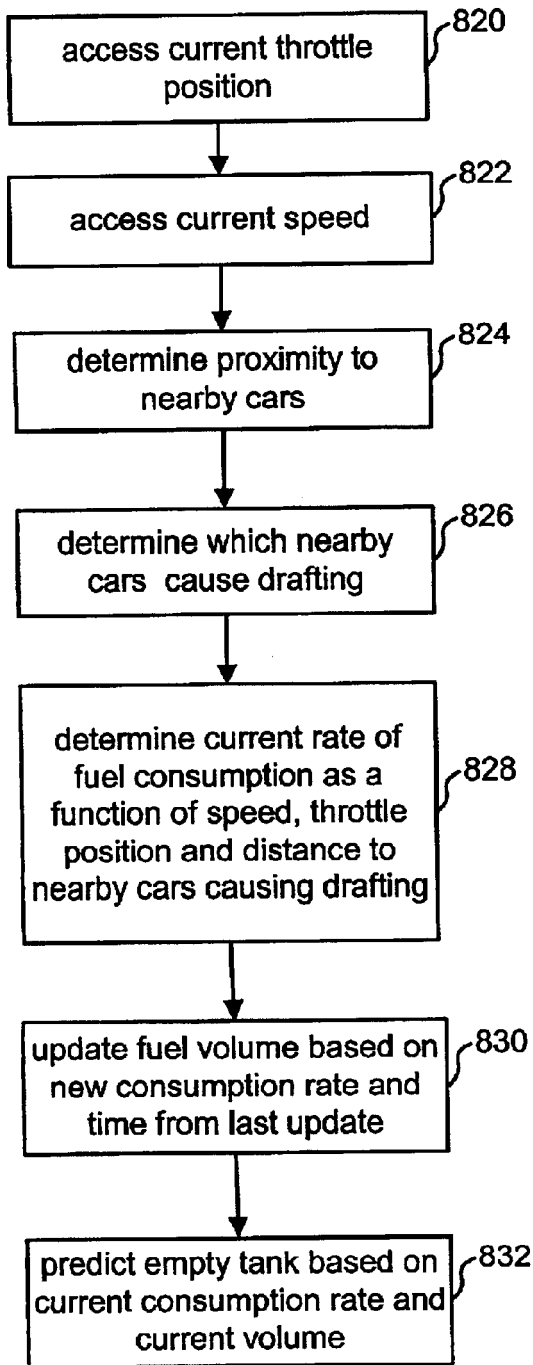 access current throttle
position
820
access current speed
822
determine proximity to
nearby cars
824
determine which nearby
cars cause drafting
826
determine current rate of
fuel consumption as a
function of speed, throttle
position and distance to
nearby cars causing drafting
828
update fuel volume based on
new consumption rate and
time from last update
830
predict empty tank based on
current consumption rate and
current volume
832